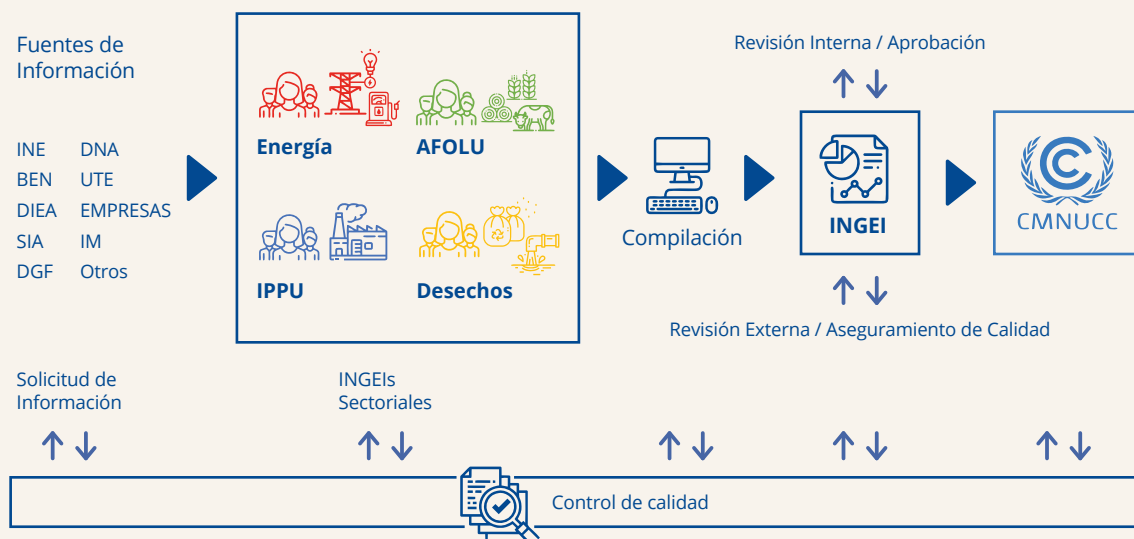 Fuentes de
Información
INE DNA
BEN UTE
DIEA EMPRESAS
SIA IM
DGF Otros
Energía
AFOLU
IPPU
Desechos
Compilación
Revisión Interna / Aprobación
INGEI
CMNUCC
Revisión Externa / Aseguramiento de Calidad
Solicitud de
Información
INGEIs
Sectoriales
Control de calidad